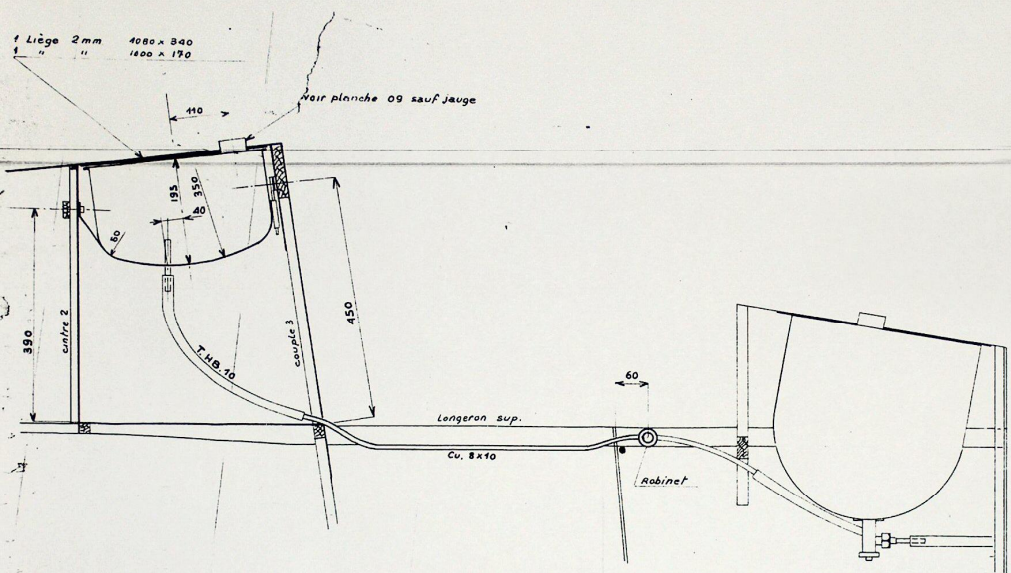 1 Liège 2mm 1080 x 340
1 " " 1600 x 170
Voir planche 09 sauf jauge
110
195
350
40
60
390
cintre 2
couple 3
450
T. HB. 10
Longeron sup.
60
Cu. 8x10
Robinet